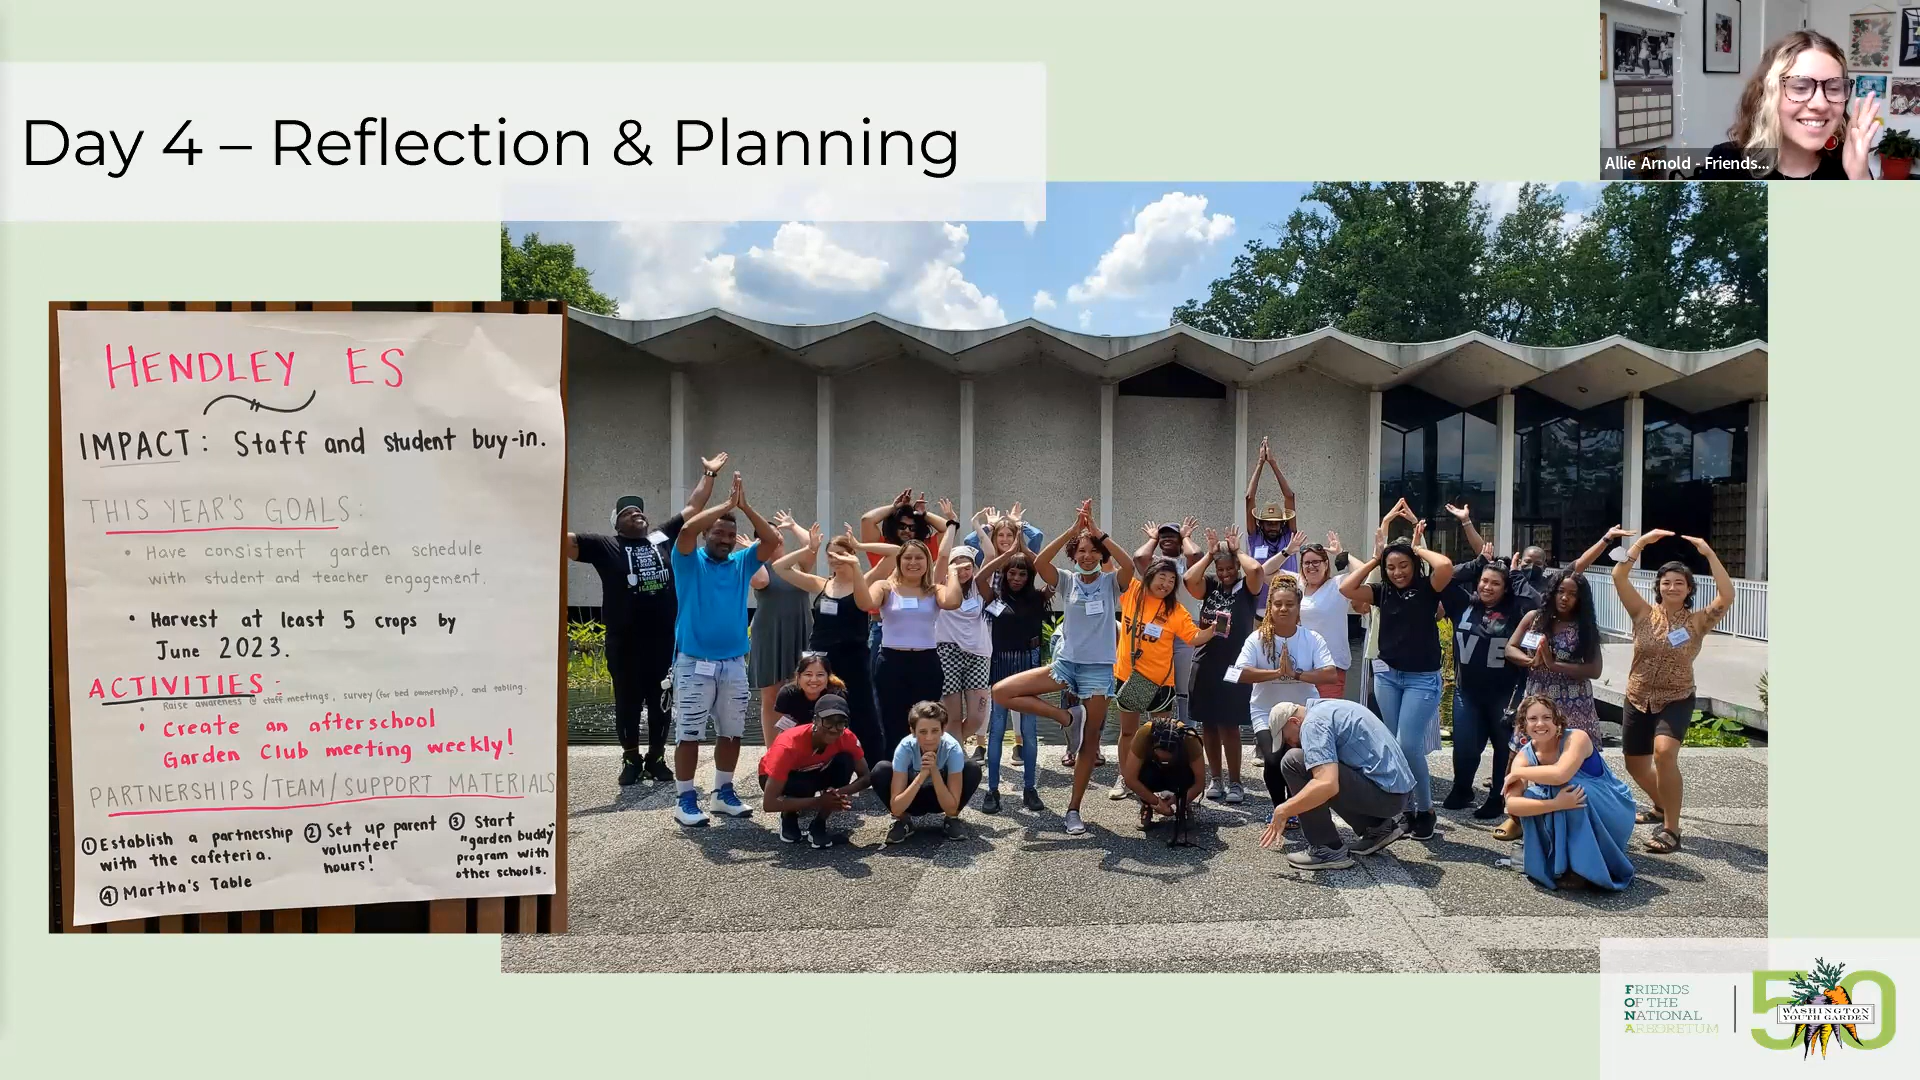 Day 4 – Reflection & Planning
Allie Arnold - Friends...
HENDLEY ES
IMPACT: Staff and student buy-in.
THIS YEAR'S GOALS:
• Have consistent garden schedule
with student and teacher engagement.
• Harvest at least 5 crops by
June 2023.
ACTIVITIES:
• Raise awareness @ staff meetings, survey (for bed ownership), and tabling.
• Create an afterschool
Garden Club meeting weekly!
PARTNERSHIPS/TEAM/SUPPORT MATERIALS
① Establish a partnership
with the cafeteria.
② Set up parent
volunteer
hours!
③ Start
"garden buddy"
program with
other schools.
④ Martha's Table
LOVE
FRIENDS
OF THE
NATIONAL
ARBORETUM
50
WASHINGTON
YOUTH GARDEN